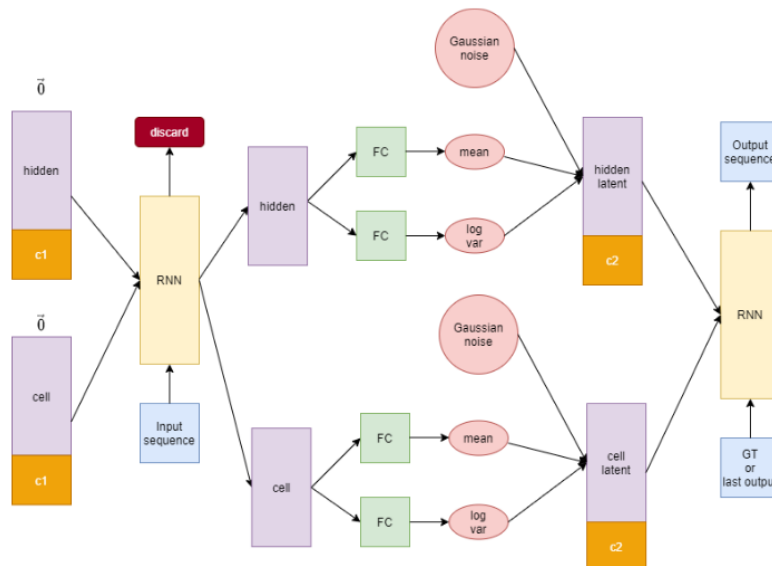 Gaussian
noise
0⃗
discard
hidden
c1
RNN
hidden
FC
mean
FC
log
var
hidden
latent
c2
Output
sequence
RNN
0⃗
cell
c1
Input
sequence
Gaussian
noise
cell
FC
mean
FC
log
var
cell
latent
c2
GT
or
last output